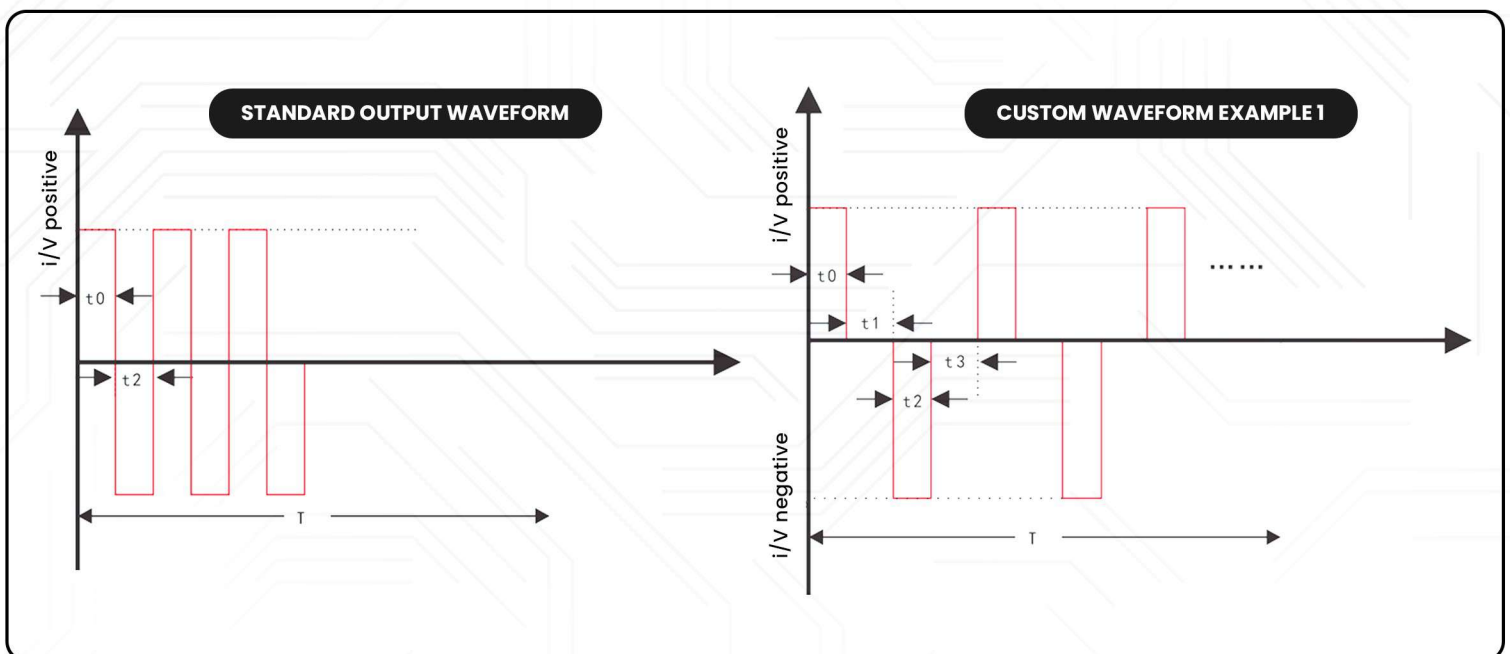 STANDARD OUTPUT WAVEFORM
i/V positive
t0
t2
T
CUSTOM WAVEFORM EXAMPLE 1
i/V positive
t0
t1
t3
t2
i/V negative
T
……